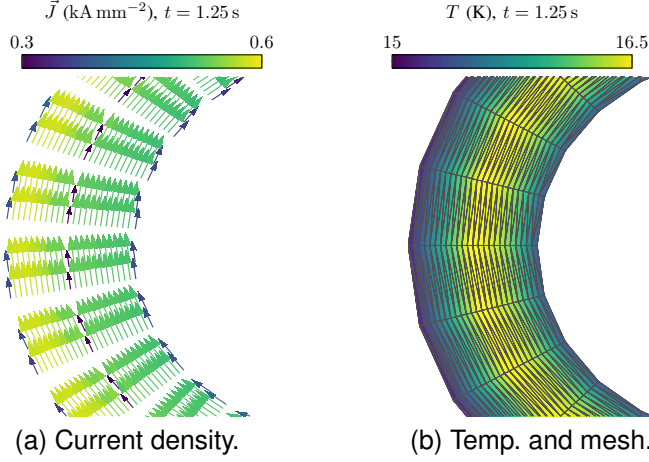 J⃗ (kA mm⁻²), t = 1.25 s
0.3 0.6
T (K), t = 1.25 s
15 16.5
(a) Current density.
(b) Temp. and mesh.